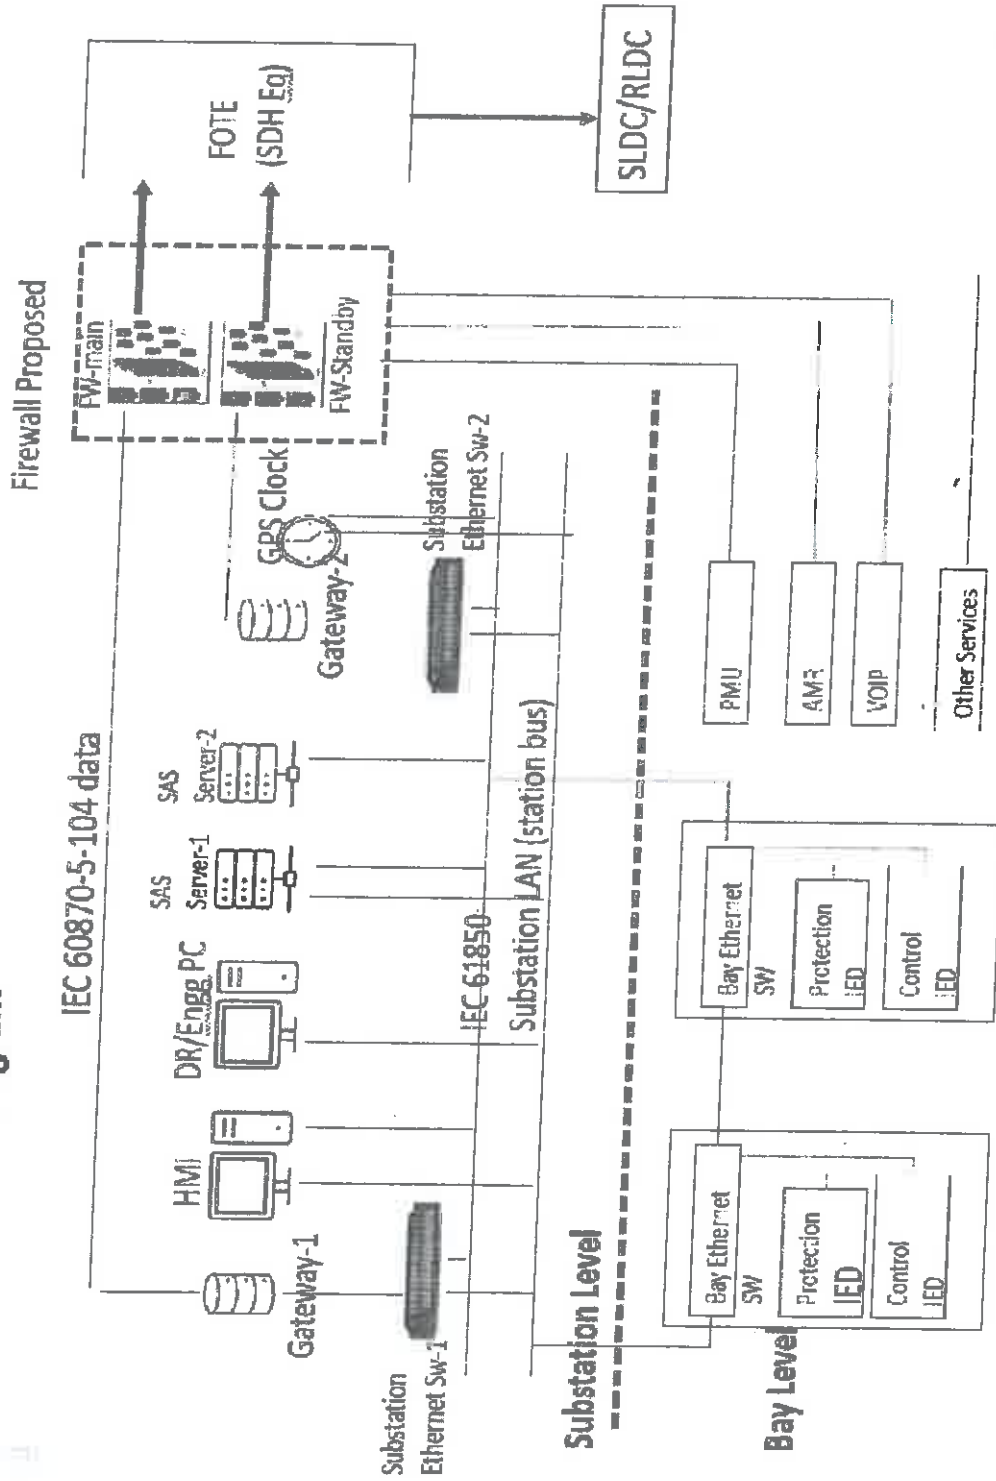 Firewall Proposed
IEC 60870-5-104 data
FW-main
FW-Standby
FOTE
(SDH Eq)
SLDC/RLDC
Gateway-1
HMI
DR/Engg PC
SAS
Server-1
SAS
Server-2
Gateway-2
GPS Clock
Substation
Ethernet Sw-1
Substation
Ethernet Sw-2
IEC 61850
Substation LAN (station bus)
Substation Level
Bay Level
Bay Ethernet
SW
Protection
IED
Control
IED
Bay Ethernet
SW
Protection
IED
Control
IED
PMU
AMR
VOIP
Other Services